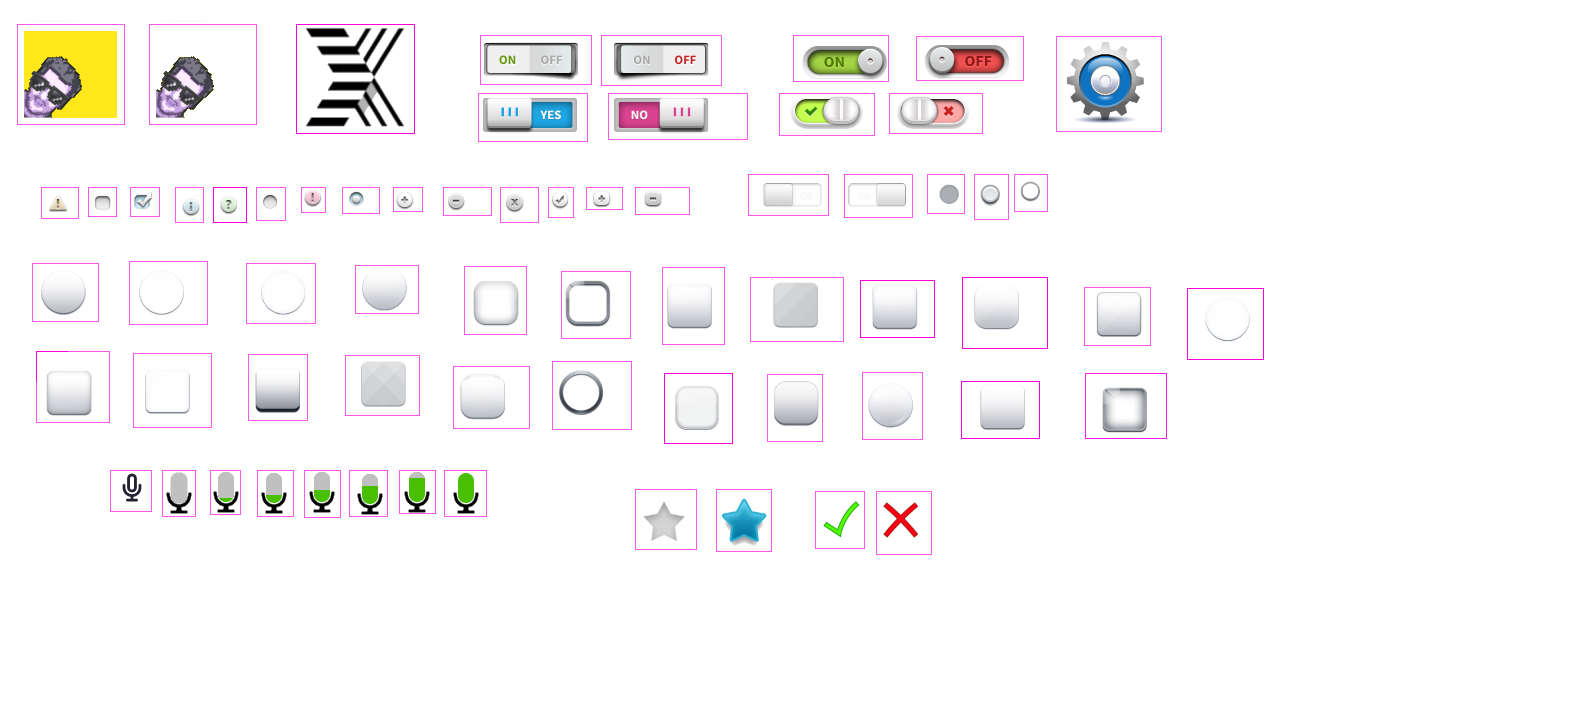 ON OFF
ON OFF
ON
OFF
YES
NO